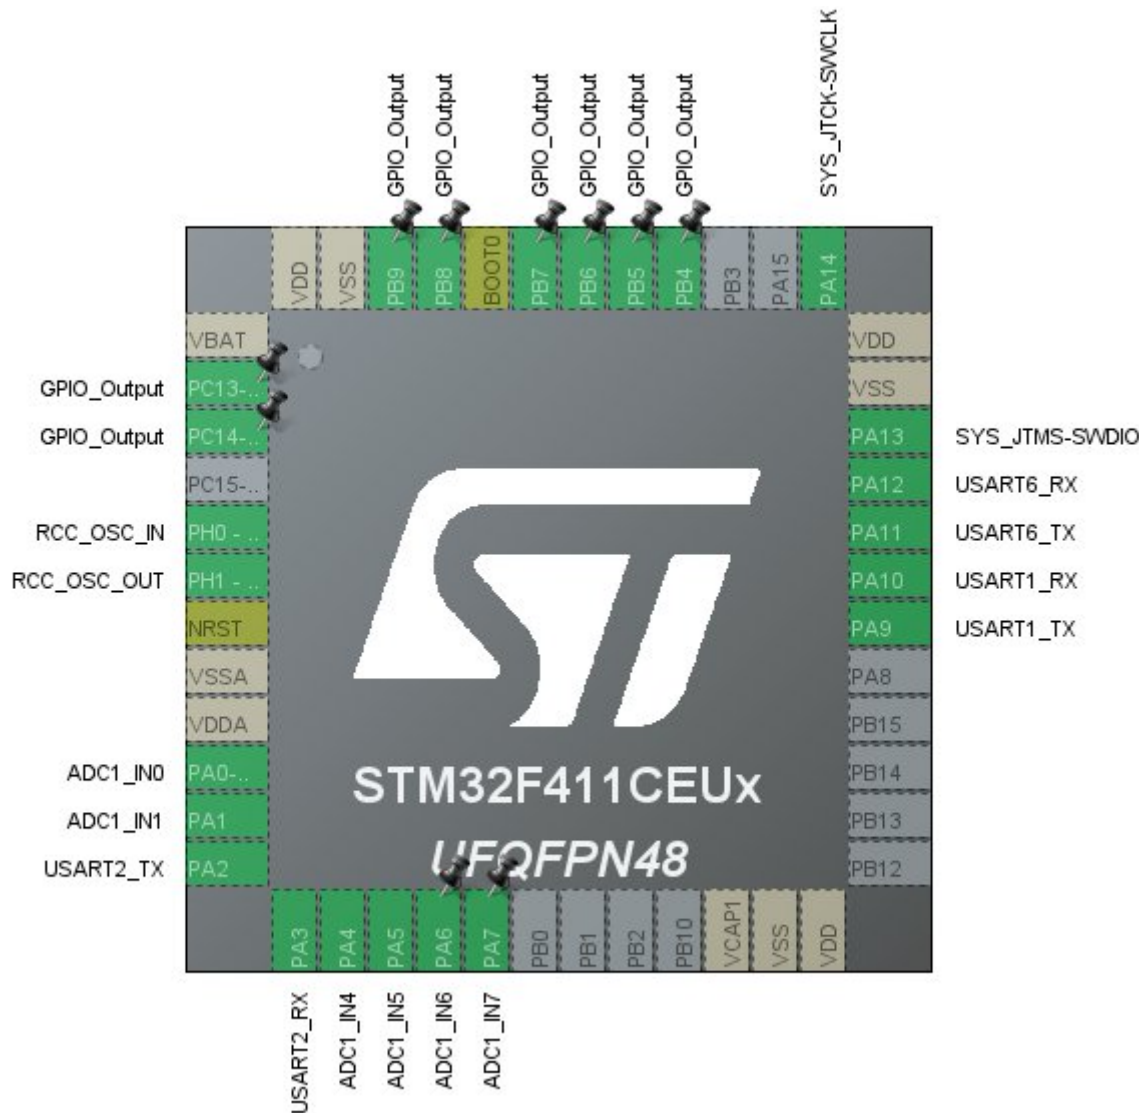 GPIO_Output
GPIO_Output
GPIO_Output
GPIO_Output
GPIO_Output
GPIO_Output
SYS_JTCK-SWCLK
VDD
VSS
PB9
PB8
BOOT0
PB7
PB6
PB5
PB4
PB3
PA15
PA14
VBAT
GPIO_Output PC13-..
GPIO_Output PC14-..
PC15-..
RCC_OSC_IN PH0 - ..
RCC_OSC_OUT PH1 - ..
NRST
VSSA
VDDA
ADC1_IN0 PA0-..
ADC1_IN1 PA1
USART2_TX PA2
VDD
VSS
PA13 SYS_JTMS-SWDIO
PA12 USART6_RX
PA11 USART6_TX
PA10 USART1_RX
PA9 USART1_TX
PA8
PB15
PB14
PB13
PB12
ST
STM32F411CEUx
UFQFPN48
PA3
PA4
PA5
PA6
PA7
PB0
PB1
PB2
PB10
VCAP1
VSS
VDD
USART2_RX
ADC1_IN4
ADC1_IN5
ADC1_IN6
ADC1_IN7